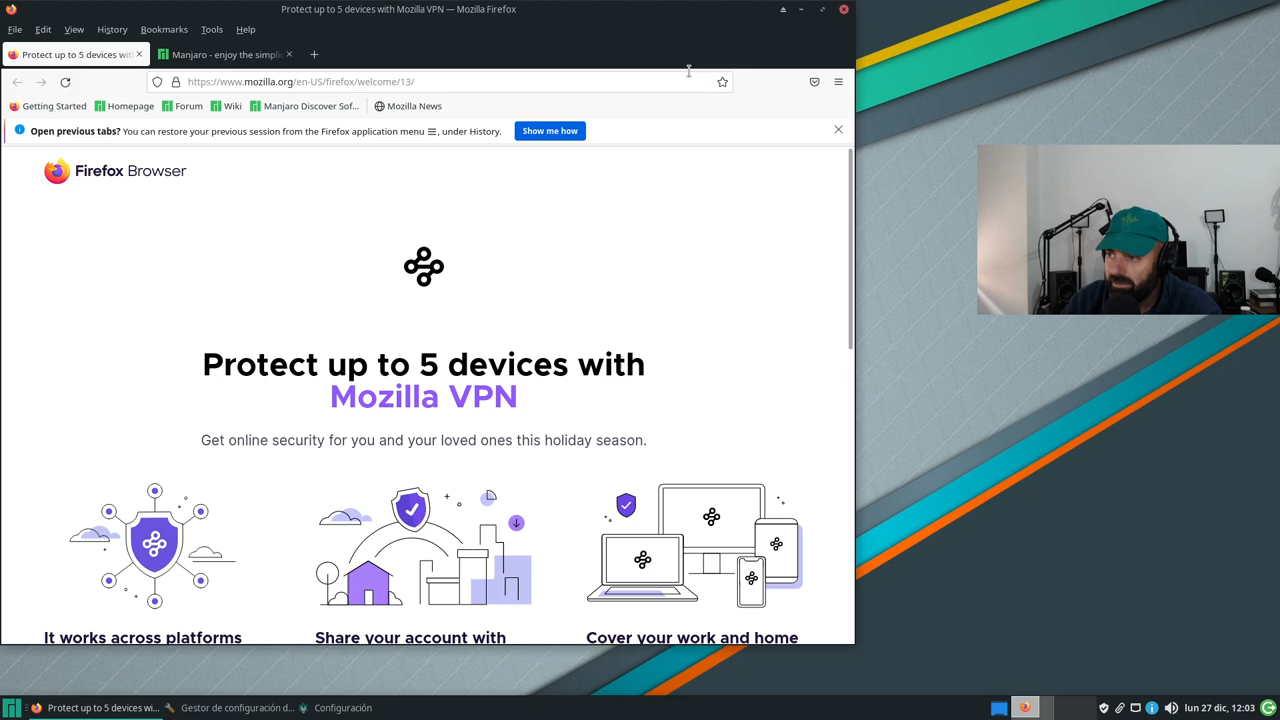 Protect up to 5 devices with Mozilla VPN — Mozilla Firefox
File Edit View History Bookmarks Tools Help
Protect up to 5 devices wit
Manjaro - enjoy the simpli
https://www.mozilla.org/en-US/firefox/welcome/13/
Getting Started Homepage Forum Wiki Manjaro Discover Sof... Mozilla News
Open previous tabs? You can restore your previous session from the Firefox application menu ☰, under History. Show me how
Firefox Browser
Protect up to 5 devices with
Mozilla VPN
Get online security for you and your loved ones this holiday season.
It works across platforms
Share your account with
Cover your work and home
Protect up to 5 devices wi... Gestor de configuración d... Configuración lun 27 dic, 12:03